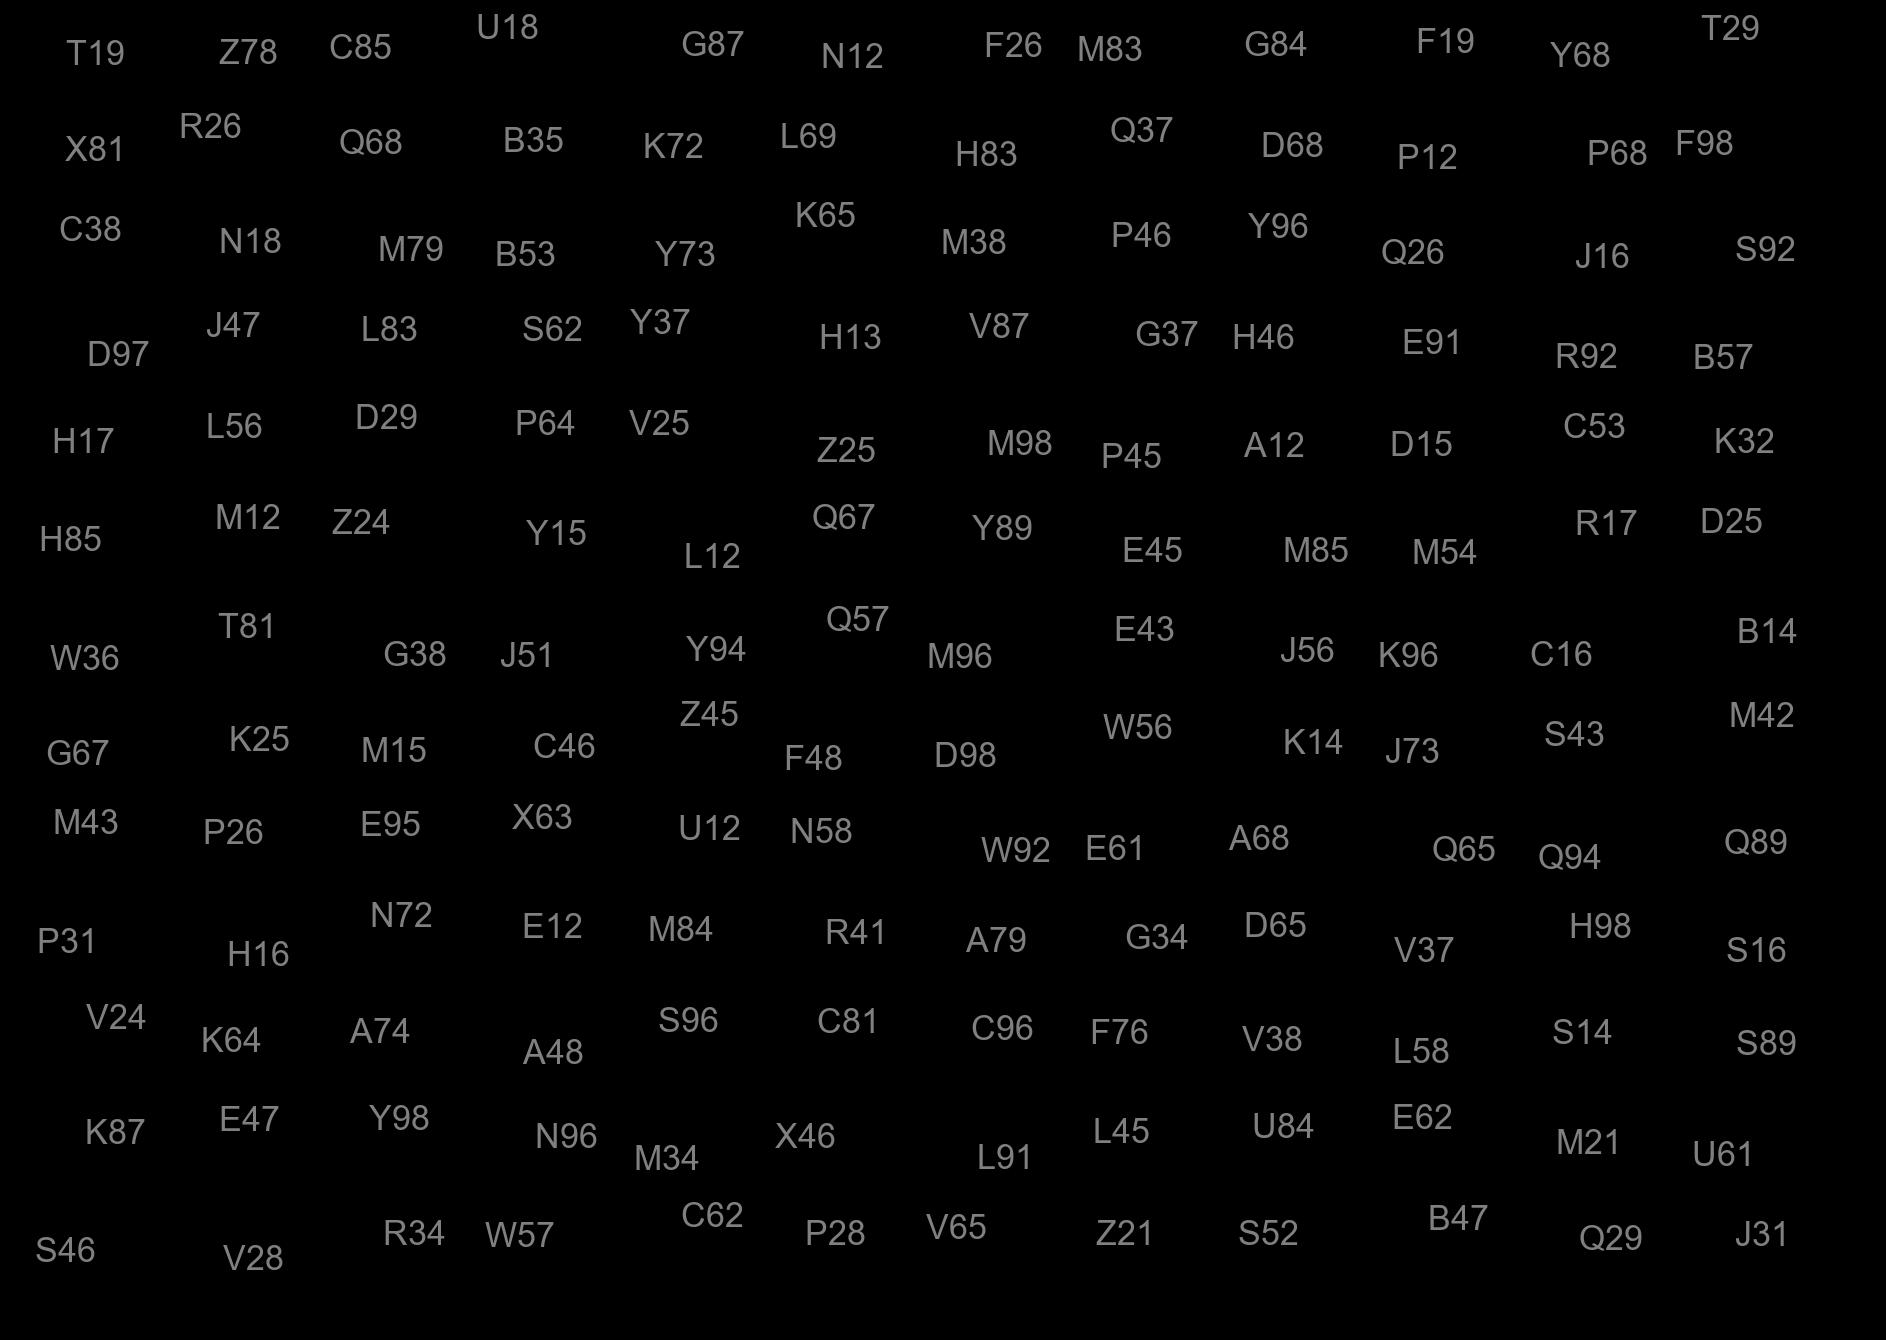 T19 Z78 C85 U18 G87 N12 F26 M83 G84 F19 Y68 T29
X81 R26 Q68 B35 K72 L69 H83 Q37 D68 P12 P68 F98
C38 N18 M79 B53 Y73 K65 M38 P46 Y96 Q26 J16 S92
D97 J47 L83 S62 Y37 H13 V87 G37 H46 E91 R92 B57
H17 L56 D29 P64 V25 Z25 M98 P45 A12 D15 C53 K32
H85 M12 Z24 Y15 L12 Q67 Y89 E45 M85 M54 R17 D25
W36 T81 G38 J51 Y94 Q57 M96 E43 J56 K96 C16 B14
G67 K25 M15 C46 Z45 F48 D98 W56 K14 J73 S43 M42
M43 P26 E95 X63 U12 N58 W92 E61 A68 Q65 Q94 Q89
P31 H16 N72 E12 M84 R41 A79 G34 D65 V37 H98 S16
V24 K64 A74 A48 S96 C81 C96 F76 V38 L58 S14 S89
K87 E47 Y98 N96 M34 X46 L91 L45 U84 E62 M21 U61
S46 V28 R34 W57 C62 P28 V65 Z21 S52 B47 Q29 J31